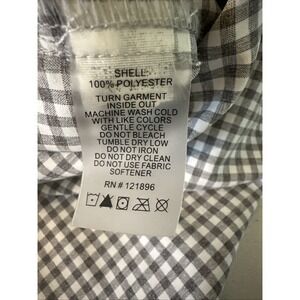 SHELL:
100% POLYESTER
TURN GARMENT
INSIDE OUT
MACHINE WASH COLD
WITH LIKE COLORS
GENTLE CYCLE
DO NOT BLEACH
TUMBLE DRY LOW
DO NOT IRON
DO NOT DRY CLEAN
DO NOT USE FABRIC
SOFTENER
RN # 121896